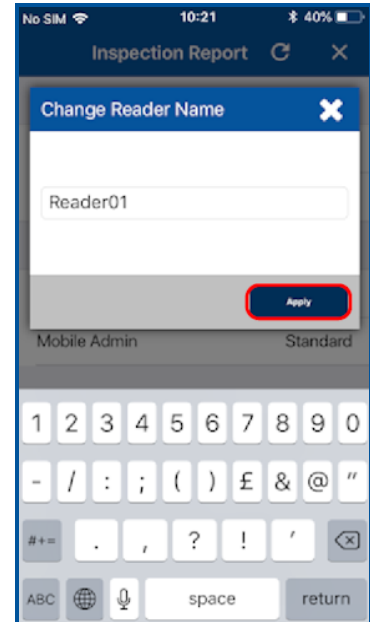 No SIM 10:21 40%
Inspection Report
Change Reader Name
Reader01
Apply
Mobile Admin Standard
1 2 3 4 5 6 7 8 9 0
- / : ; ( ) £ & @ "
#+= . , ? ! '
ABC space return